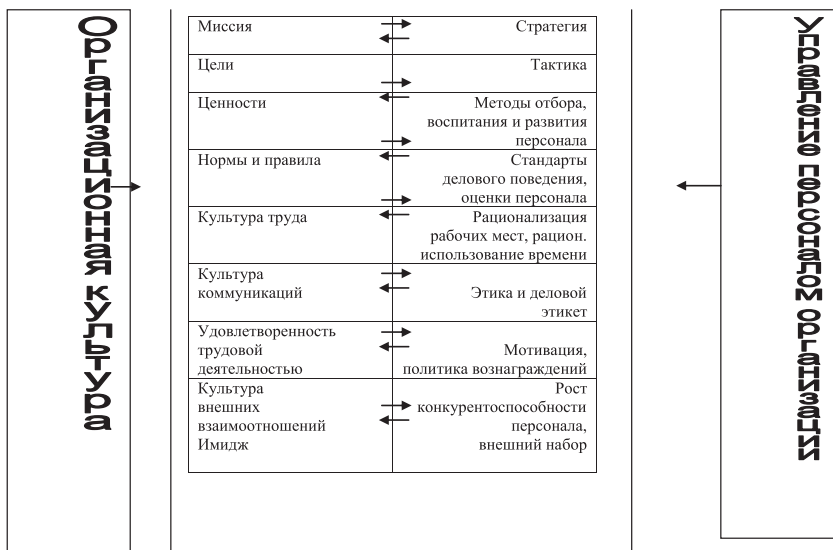 Организационная культура
Миссия
Стратегия
Цели
Тактика
Ценности
Методы отбора,
воспитания и развития
персонала
Нормы и правила
Стандарты
делового поведения,
оценки персонала
Культура труда
Рационализация
рабочих мест, рацион.
использование времени
Культура
коммуникаций
Этика и деловой
этикет
Удовлетворенность
трудовой
деятельностью
Мотивация,
политика вознаграждений
Культура
внешних
взаимоотношений
Имидж
Рост
конкурентоспособности
персонала,
внешний набор
Управление персоналом организации